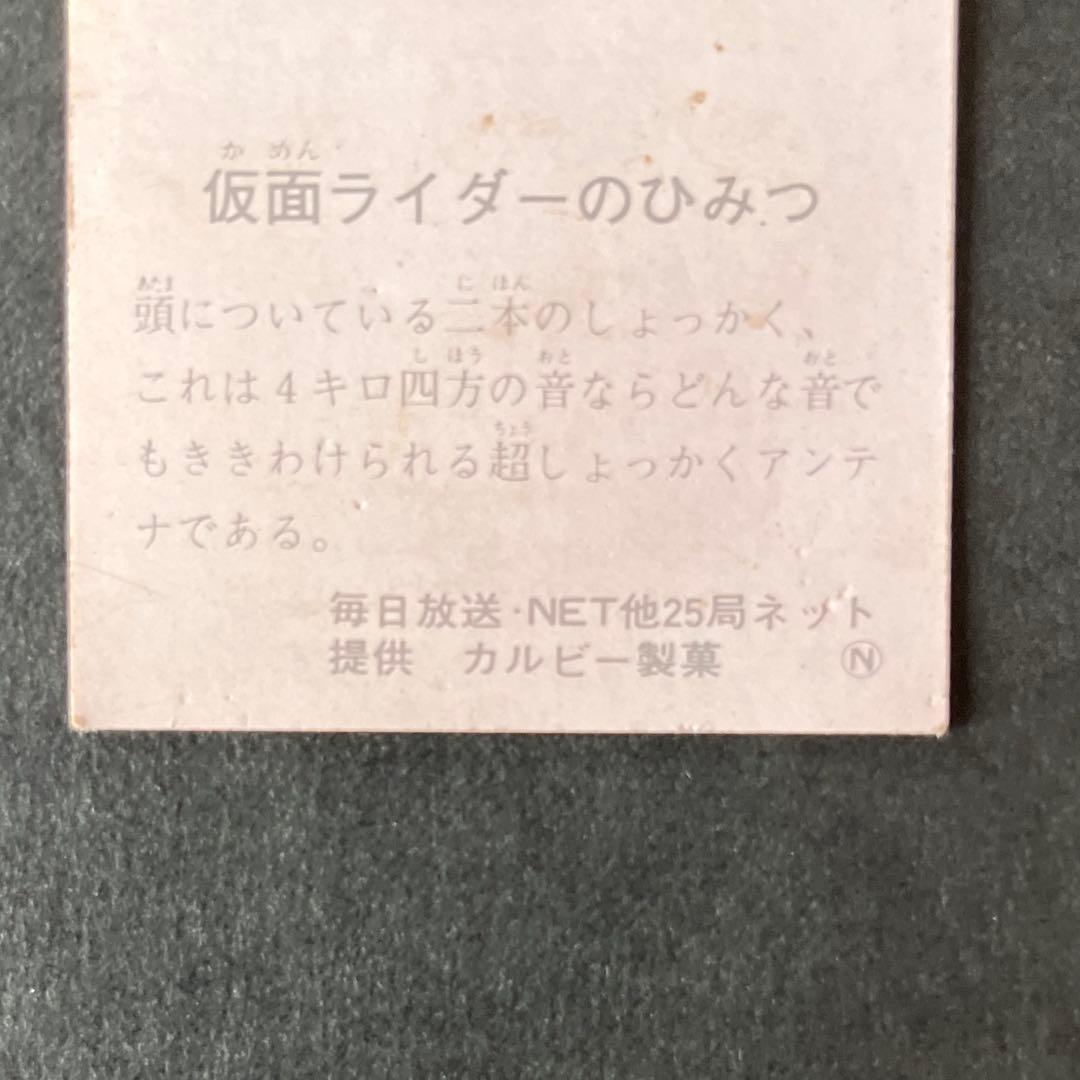 か めん
仮面ライダーのひみつ
あたま に ほん
頭についている二本のしょっかく、
し ほう おと おと
これは4キロ四方の音ならどんな音で
ちょう
もききわけられる超しょっかくアンテ
ナである。
毎日放送・NET他25局ネット
提供 カルビー製菓 Ⓝ